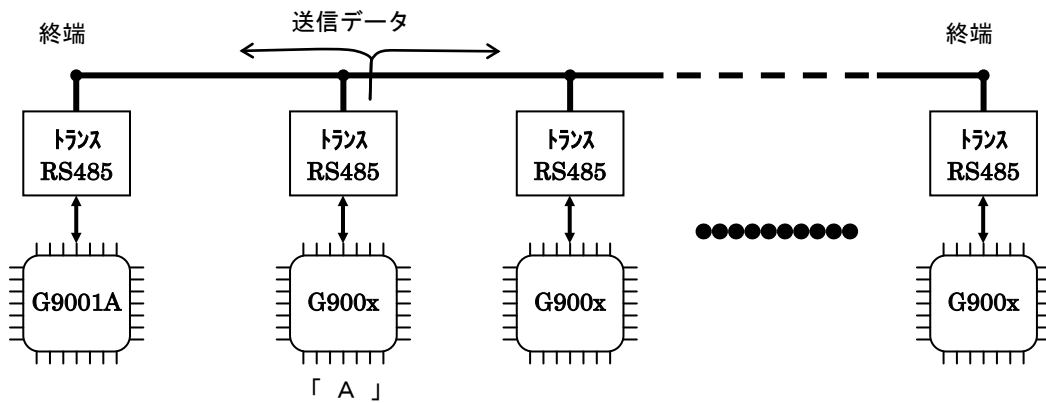 送信データ
終端
終端
トランス
RS485
トランス
RS485
トランス
RS485
トランス
RS485
G9001A
G900x
G900x
G900x
「 A 」